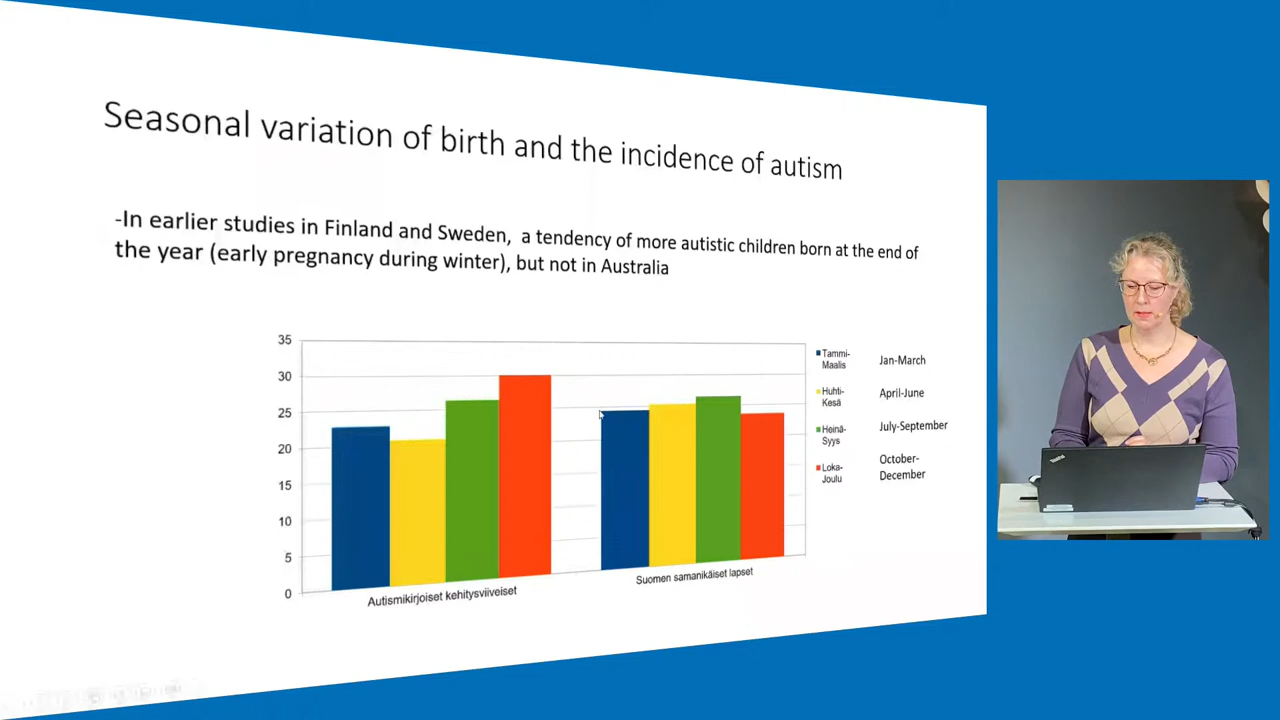 Seasonal variation of birth and the incidence of autism
-In earlier studies in Finland and Sweden, a tendency of more autistic children born at the end of
the year (early pregnancy during winter), but not in Australia
35
30
25
20
15
10
5
0
Autismikirjoiset kehitysviiveiset
Suomen samanikäiset lapset
Tammi-
Maalis
Jan-March
Huhti-
Kesä
April-June
Heinä-
Syys
July-September
Loka-
Joulu
October-
December
ThinkPad